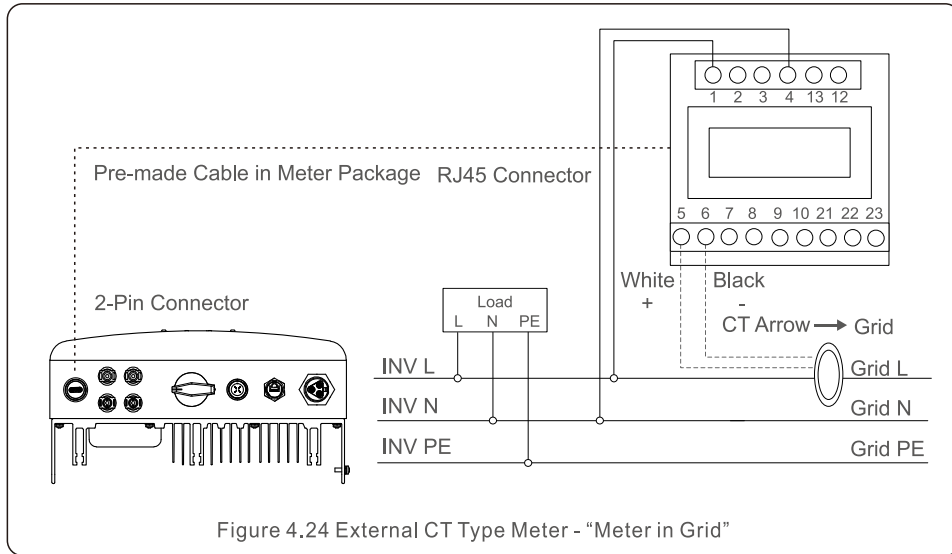 1 2 3 4 13 12
Pre-made Cable in Meter Package RJ45 Connector
5 6 7 8 9 10 21 22 23
White Black
+ -
2-Pin Connector
Load
L N PE
CT Arrow → Grid
INV L Grid L
INV N Grid N
INV PE Grid PE
Figure 4.24 External CT Type Meter - “Meter in Grid”